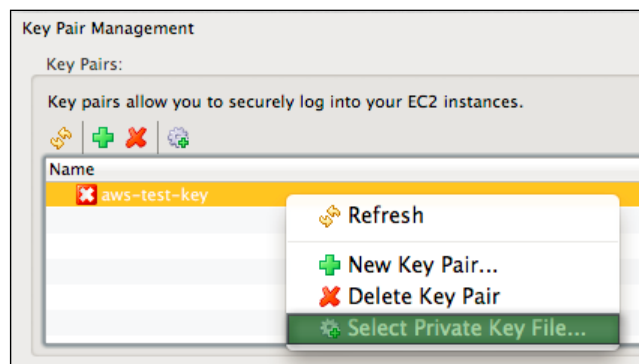 Key Pair Management
Key Pairs:
Key pairs allow you to securely log into your EC2 instances.
Name
aws-test-key
Refresh
New Key Pair...
Delete Key Pair
Select Private Key File...